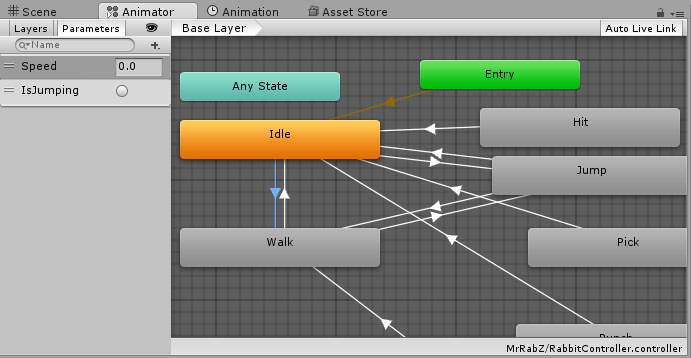 Scene
Animator
Animation
Asset Store
Layers
Parameters
Base Layer
Auto Live Link
Name
Speed
0.0
IsJumping
Any State
Entry
Idle
Hit
Jump
Walk
Pick
MrRabZ/RabbitController.controller